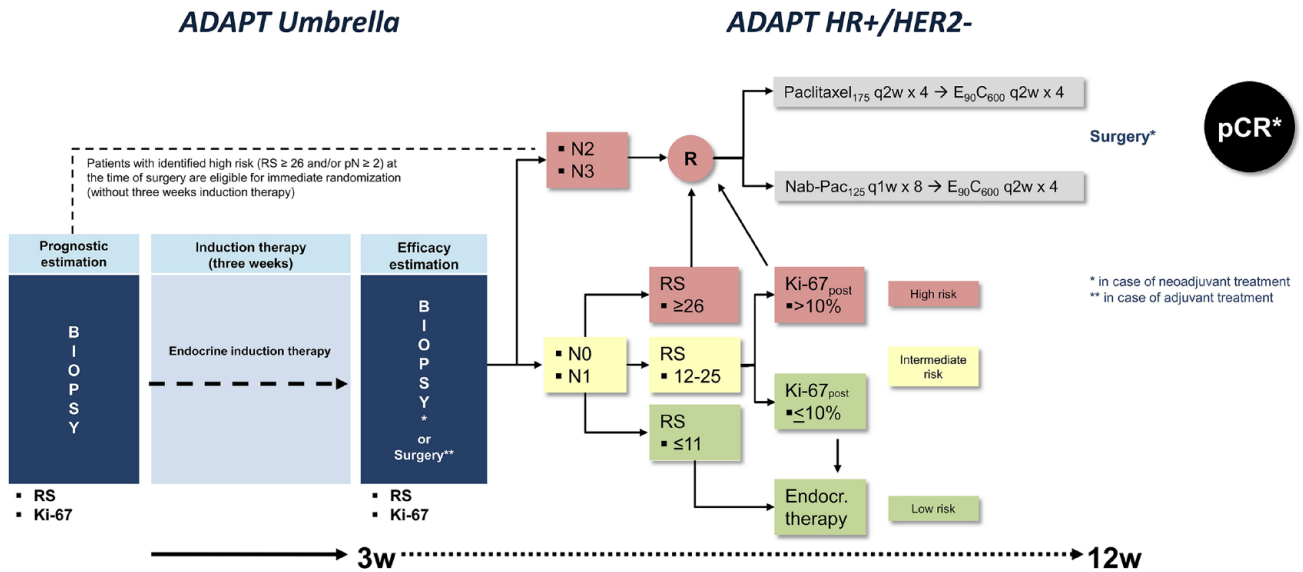 ADAPT Umbrella
ADAPT HR+/HER2-
Paclitaxel175 q2w x 4 → E90C600 q2w x 4
Surgery*
pCR*
Patients with identified high risk (RS ≥ 26 and/or pN ≥ 2) at
the time of surgery are eligible for immediate randomization
(without three weeks induction therapy)
▪ N2
▪ N3
R
Nab-Pac125 q1w x 8 → E90C600 q2w x 4
Prognostic
estimation
Induction therapy
(three weeks)
Efficacy
estimation
B
I
O
P
S
Y
Endocrine induction therapy
B
I
O
P
S
Y
*
or
Surgery**
▪ RS
▪ Ki-67
▪ RS
▪ Ki-67
▪ N0
▪ N1
RS
▪ ≥26
RS
▪ 12-25
RS
▪ ≤11
Ki-67post
▪>10%
Ki-67post
▪≤10%
Endocr.
therapy
High risk
Intermediate
risk
Low risk
* in case of neoadjuvant treatment
** in case of adjuvant treatment
3w
12w